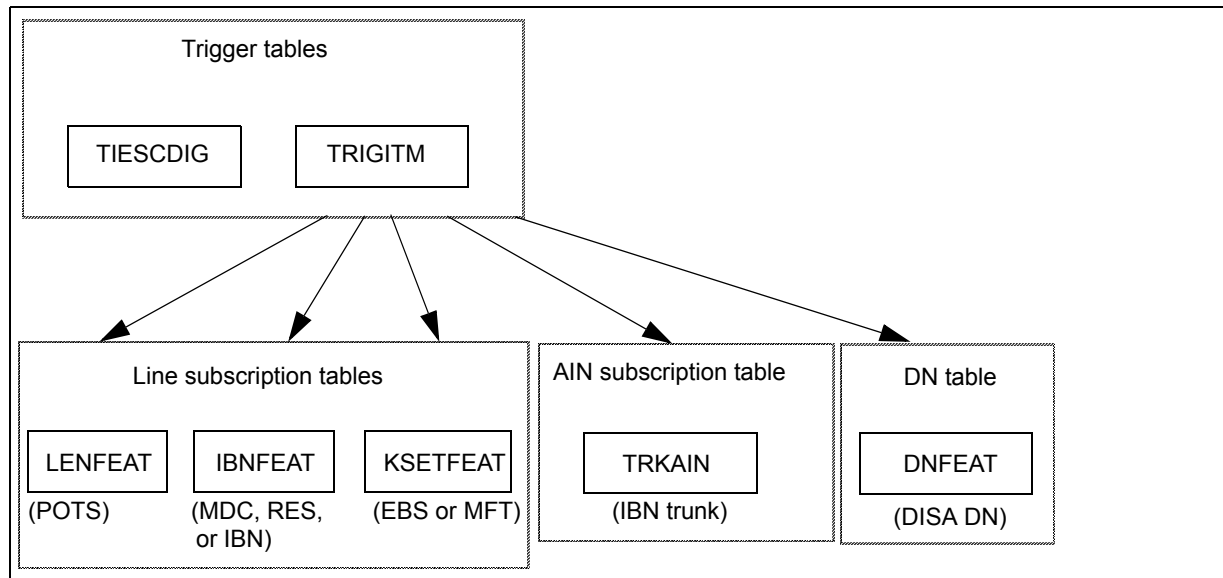 Trigger tables
TIESCDIG
TRIGITM
Line subscription tables
LENFEAT
(POTS)
IBNFEAT
(MDC, RES,
or IBN)
KSETFEAT
(EBS or MFT)
AIN subscription table
TRKAIN
(IBN trunk)
DN table
DNFEAT
(DISA DN)